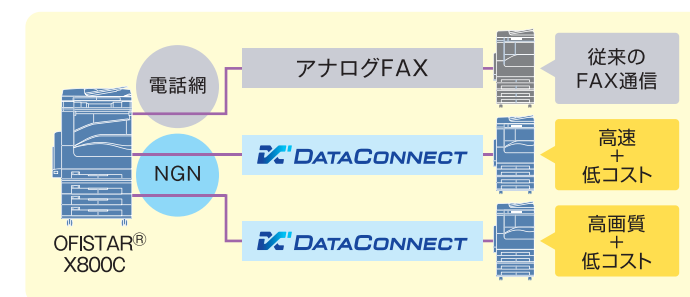 電話網
アナログFAX
従来の
FAX通信
NGN
DATACONNECT
高速
+
低コスト
DATACONNECT
高画質
+
低コスト
OFISTAR®
X800C